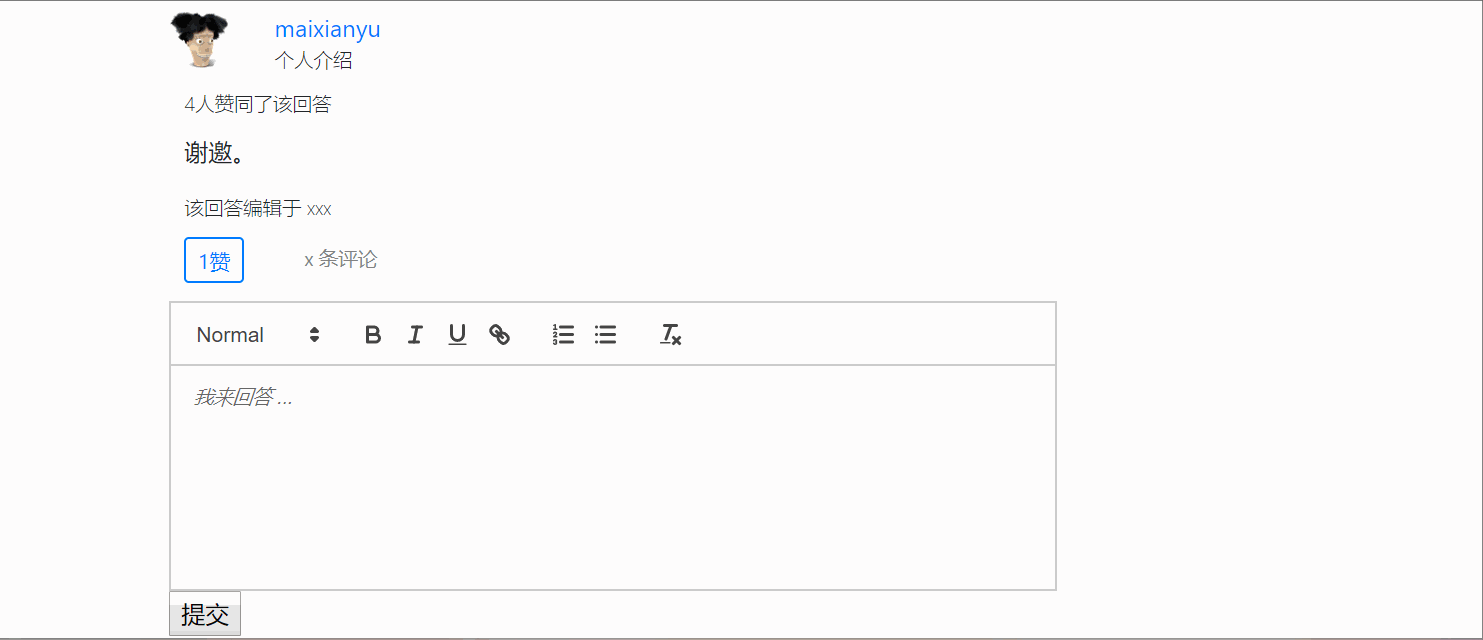 maixianyu
个人介绍
4人赞同了该回答
谢邀。
该回答编辑于 xxx
1赞 x 条评论
Normal
我来回答 ...
提交